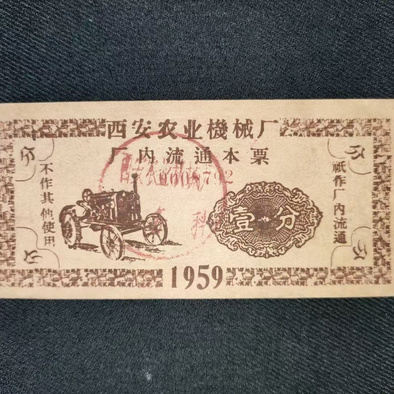 西安农业機械厂
厂内流通本票
不作其他使用
祇作厂内流通
壹分
1959